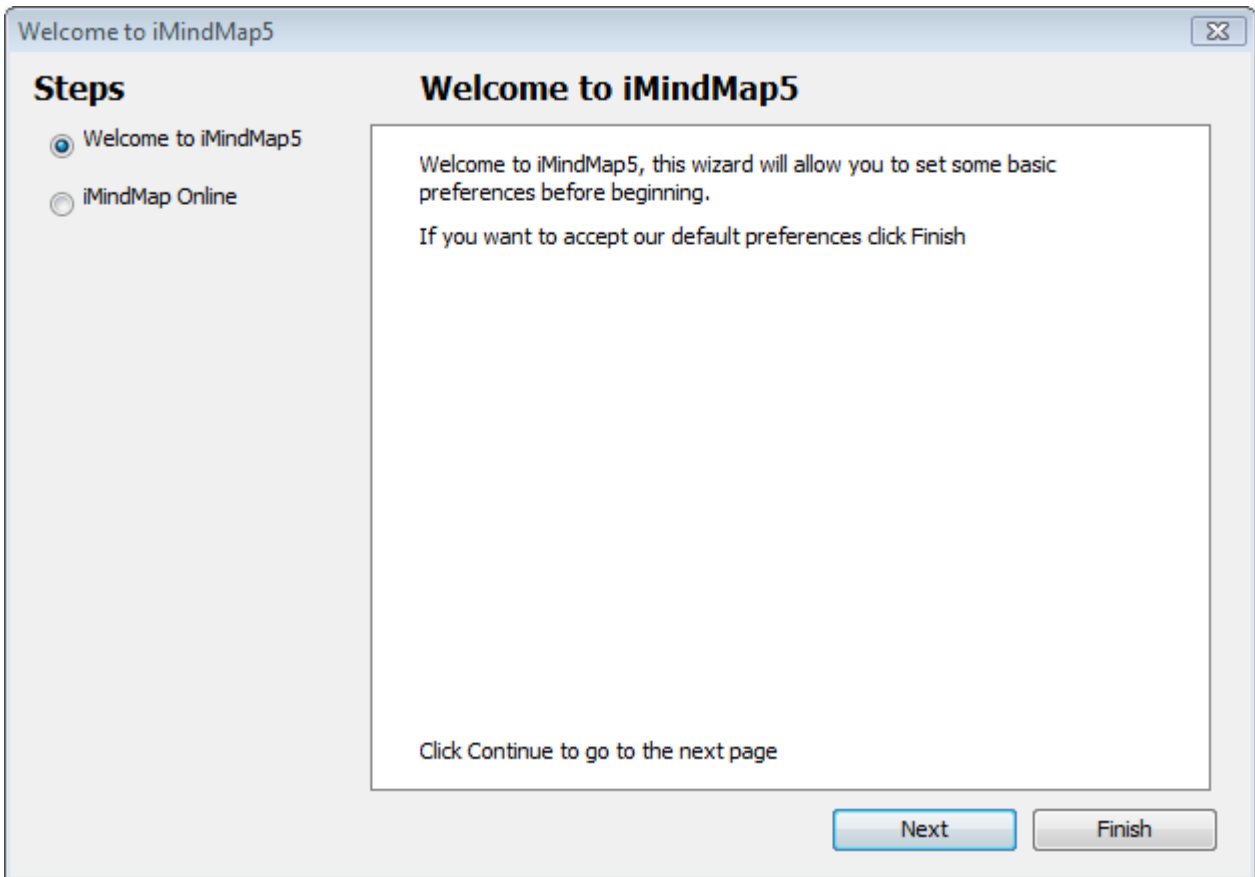 Welcome to iMindMap5
Steps
Welcome to iMindMap5
iMindMap Online
Welcome to iMindMap5
Welcome to iMindMap5, this wizard will allow you to set some basic
preferences before beginning.
If you want to accept our default preferences click Finish
Click Continue to go to the next page
Next
Finish